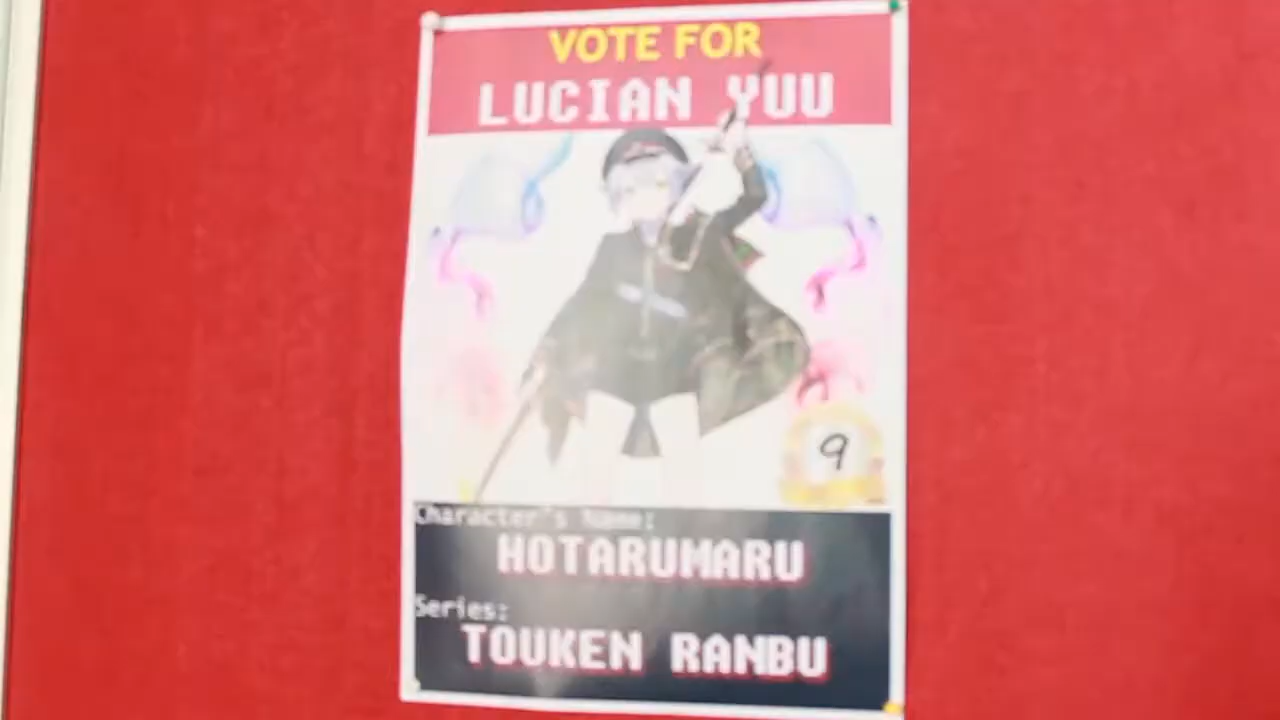 VOTE FOR
LUCIAN YUU
9
Character's Name:
HOTARUMARU
Series:
TOUKEN RANBU